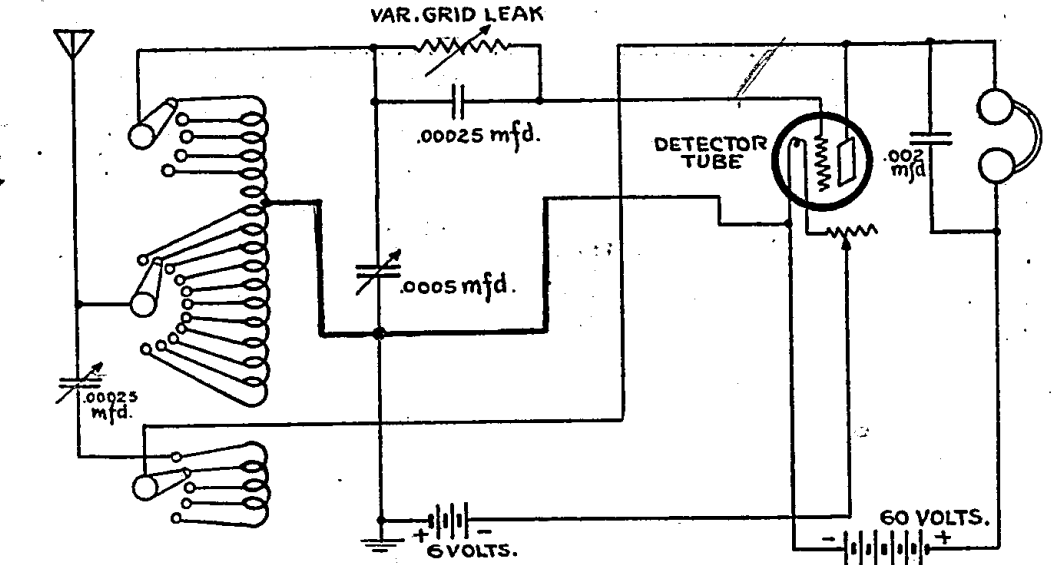 VAR. GRID LEAK
.00025 mfd.
DETECTOR
TUBE
.002
mfd
.0005 mfd.
.00025
mfd.
+ -
6 VOLTS.
60 VOLTS.
- +